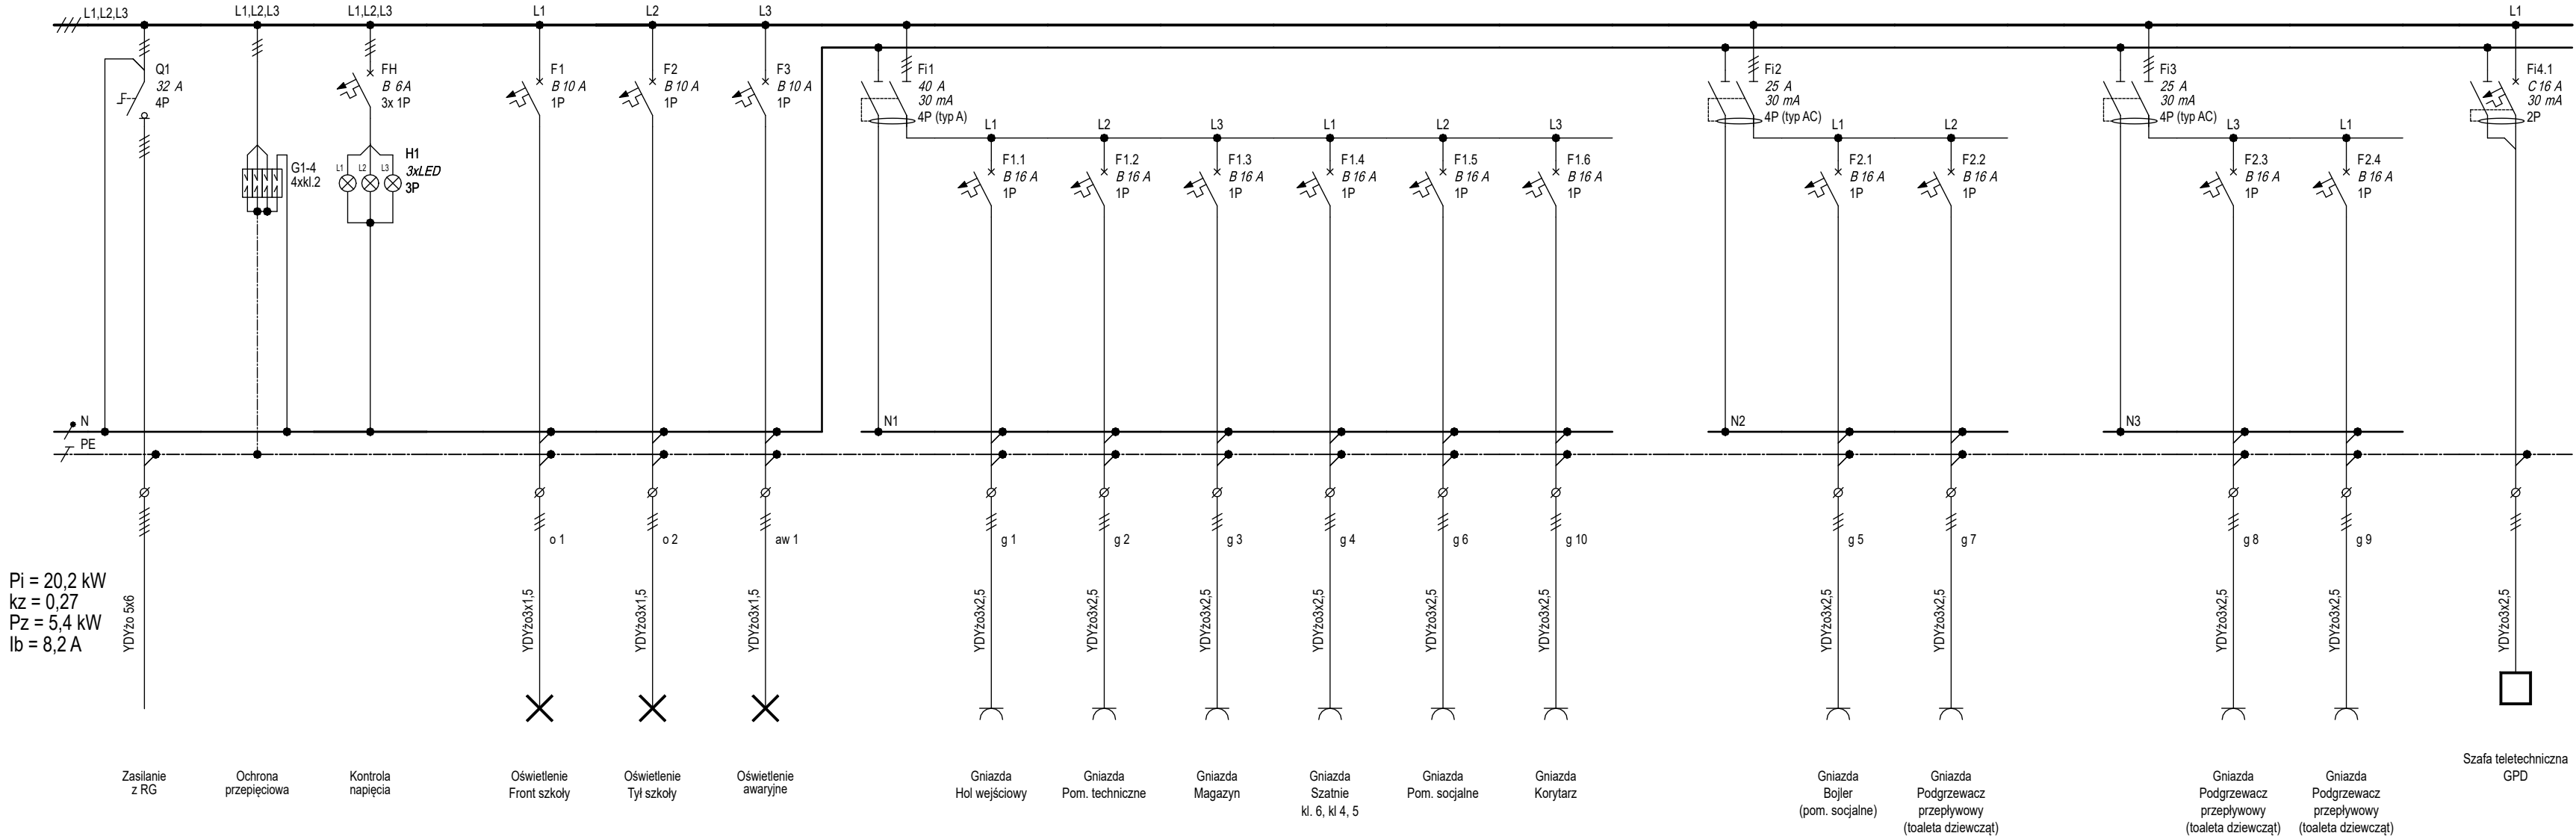 L1,L2,L3
L1,L2,L3
L1,L2,L3
L1
L2
L3
L1
Q1
32 A
4P
FH
B 6A
3x 1P
F1
B 10 A
1P
F2
B 10 A
1P
F3
B 10 A
1P
Fi1
40 A
30 mA
4P (typ A)
Fi2
25 A
30 mA
4P (typ AC)
Fi3
25 A
30 mA
4P (typ AC)
Fi4.1
C 16 A
30 mA
2P
G1-4
4xkl.2
L1
L2
L3
H1
3xLED
3P
L1
L2
L3
L1
L2
L3
L1
L2
L3
L1
F1.1
B 16 A
1P
F1.2
B 16 A
1P
F1.3
B 16 A
1P
F1.4
B 16 A
1P
F1.5
B 16 A
1P
F1.6
B 16 A
1P
F2.1
B 16 A
1P
F2.2
B 16 A
1P
F2.3
B 16 A
1P
F2.4
B 16 A
1P
N
PE
N1
N2
N3
o 1
o 2
aw 1
g 1
g 2
g 3
g 4
g 6
g 10
g 5
g 7
g 8
g 9
Pi = 20,2 kW
kz = 0,27
Pz = 5,4 kW
Ib = 8,2 A
YDYżo 5x6
YDYżo3x1,5
YDYżo3x1,5
YDYżo3x1,5
YDYżo3x2,5
YDYżo3x2,5
YDYżo3x2,5
YDYżo3x2,5
YDYżo3x2,5
YDYżo3x2,5
YDYżo3x2,5
YDYżo3x2,5
YDYżo3x2,5
YDYżo3x2,5
YDYżo3x2,5
Zasilanie
z RG
Ochrona
przepięciowa
Kontrola
napięcia
Oświetlenie
Front szkoły
Oświetlenie
Tył szkoły
Oświetlenie
awaryjne
Gniazda
Hol wejściowy
Gniazda
Pom. techniczne
Gniazda
Magazyn
Gniazda
Szatnie
kl. 6, kl 4, 5
Gniazda
Pom. socjalne
Gniazda
Korytarz
Gniazda
Bojler
(pom. socjalne)
Gniazda
Podgrzewacz
przepływowy
(toaleta dziewcząt)
Gniazda
Podgrzewacz
przepływowy
(toaleta dziewcząt)
Gniazda
Podgrzewacz
przepływowy
(toaleta dziewcząt)
Szafa teletechniczna
GPD